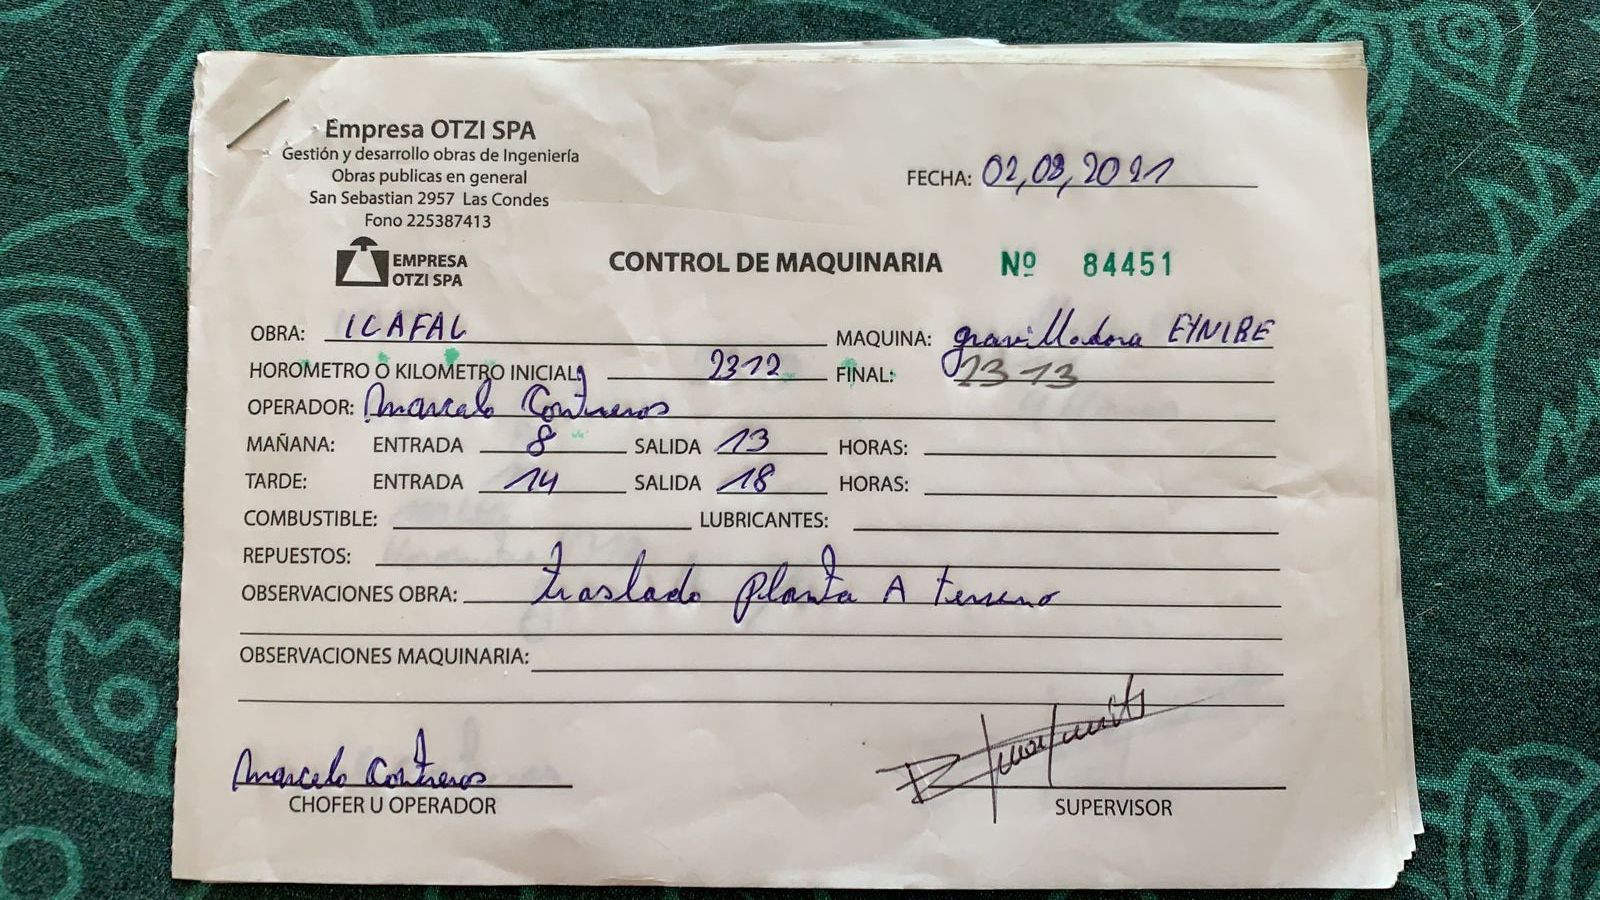 Empresa OTZI SPA
Gestión y desarrollo obras de Ingeniería
Obras publicas en general
San Sebastian 2957 Las Condes
Fono 225387413
FECHA: 02,08,2021
EMPRESA
OTZI SPA
CONTROL DE MAQUINARIA Nº 84451
OBRA: ICAFAL MAQUINA: gravilladora EYNIBE
HOROMETRO O KILOMETRO INICIAL: 2312 FINAL: 2313
OPERADOR: Marcelo Contreros
MAÑANA: ENTRADA 8 SALIDA 13 HORAS:
TARDE: ENTRADA 14 SALIDA 18 HORAS:
COMBUSTIBLE: LUBRICANTES:
REPUESTOS:
OBSERVACIONES OBRA: traslado planta A terreno
OBSERVACIONES MAQUINARIA:
Marcelo Contreros
CHOFER U OPERADOR SUPERVISOR